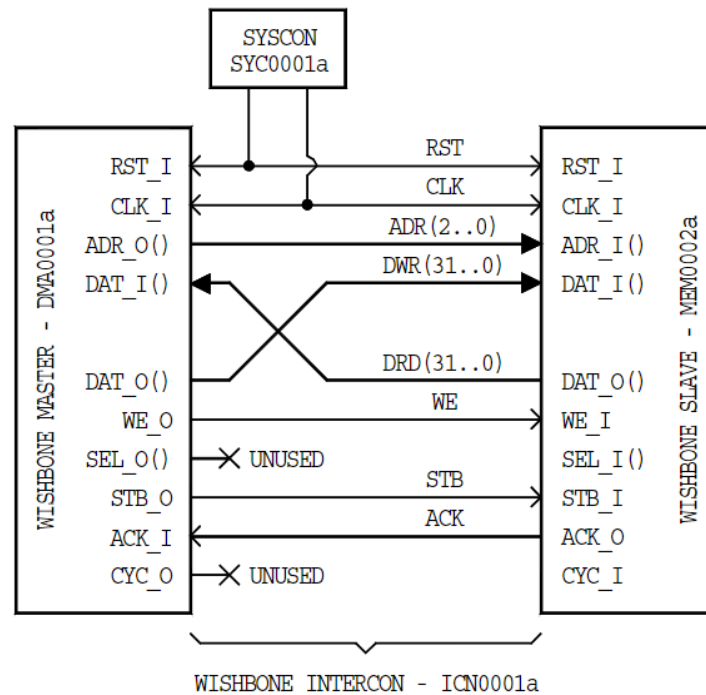 SYSCON
SYC0001a
WISHBONE MASTER - DMA0001a
RST_I
CLK_I
ADR_O()
DAT_I()
DAT_O()
WE_O
SEL_O()
STB_O
ACK_I
CYC_O
RST
CLK
ADR(2..0)
DWR(31..0)
DRD(31..0)
WE
UNUSED
STB
ACK
UNUSED
RST_I
CLK_I
ADR_I()
DAT_I()
DAT_O()
WE_I
SEL_I()
STB_I
ACK_O
CYC_I
WISHBONE SLAVE - MEM0002a
WISHBONE INTERCON - ICN0001a